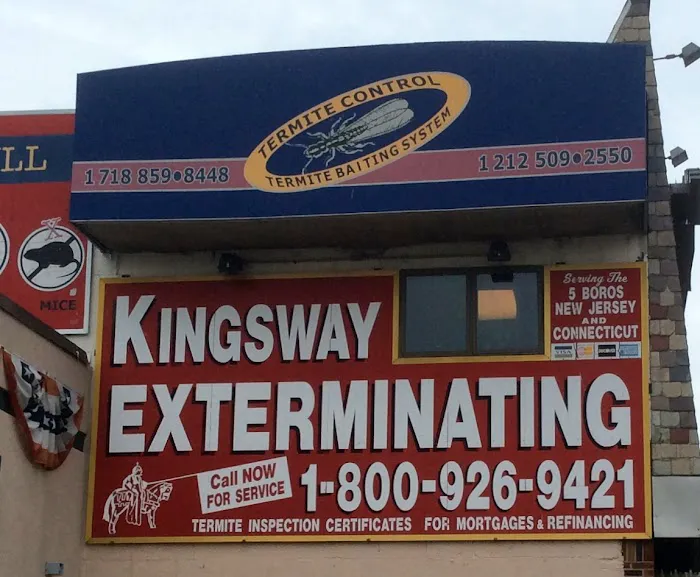 TERMITE CONTROL
TERMITE BAITING SYSTEM
1 718 859•8448
1 212 509•2550
LL
MICE
KINGSWAY
EXTERMINATING
Serving The
5 BOROS
NEW JERSEY
AND
CONNECTICUT
VISA
Call NOW
FOR SERVICE
1-800-926-9421
TERMITE INSPECTION CERTIFICATES FOR MORTGAGES & REFINANCING